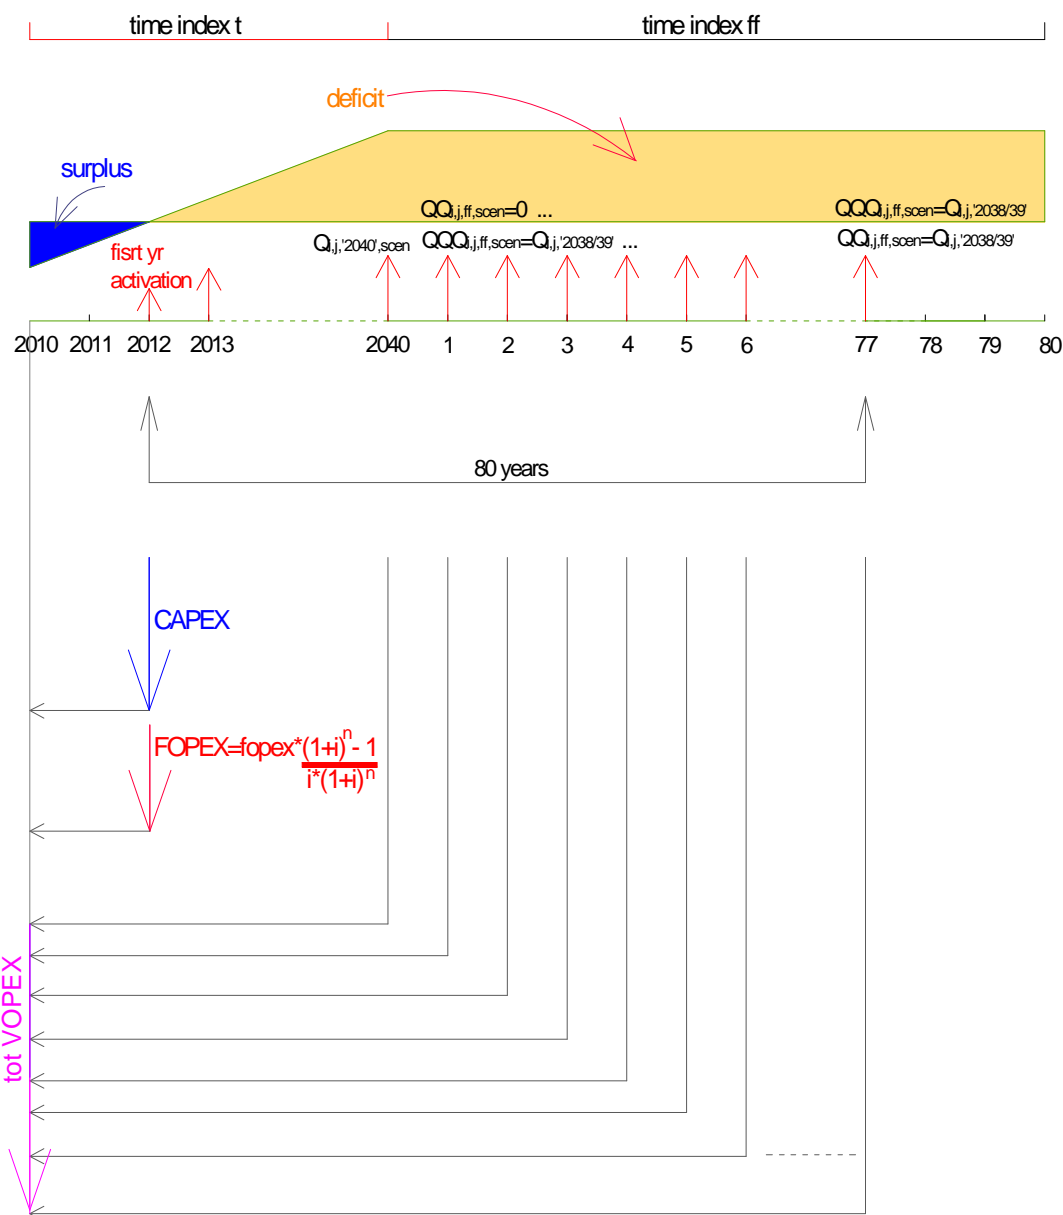 time index t
time index ff
deficit
surplus
QQi,j,ff,scen=0 ...
QQQi,j,ff,scen=Qi,j,'2038/39'
Qi,j,'2040',scen
QQQi,j,ff,scen=Qi,j,'2038/39' ...
QQi,j,ff,scen=Qi,j,'2038/39'
fisrt yr
activation
2010 2011 2012 2013 2040 1 2 3 4 5 6 77 78 79 80
80 years
CAPEX
FOPEX=fopex*(1+i)^n - 1
i*(1+i)^n
tot VOPEX